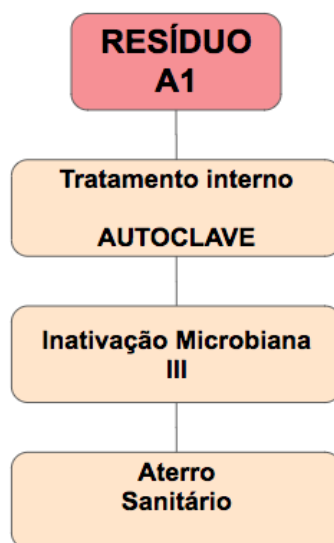 RESÍDUO
A1
Tratamento interno
AUTOCLAVE
Inativação Microbiana
III
Aterro
Sanitário